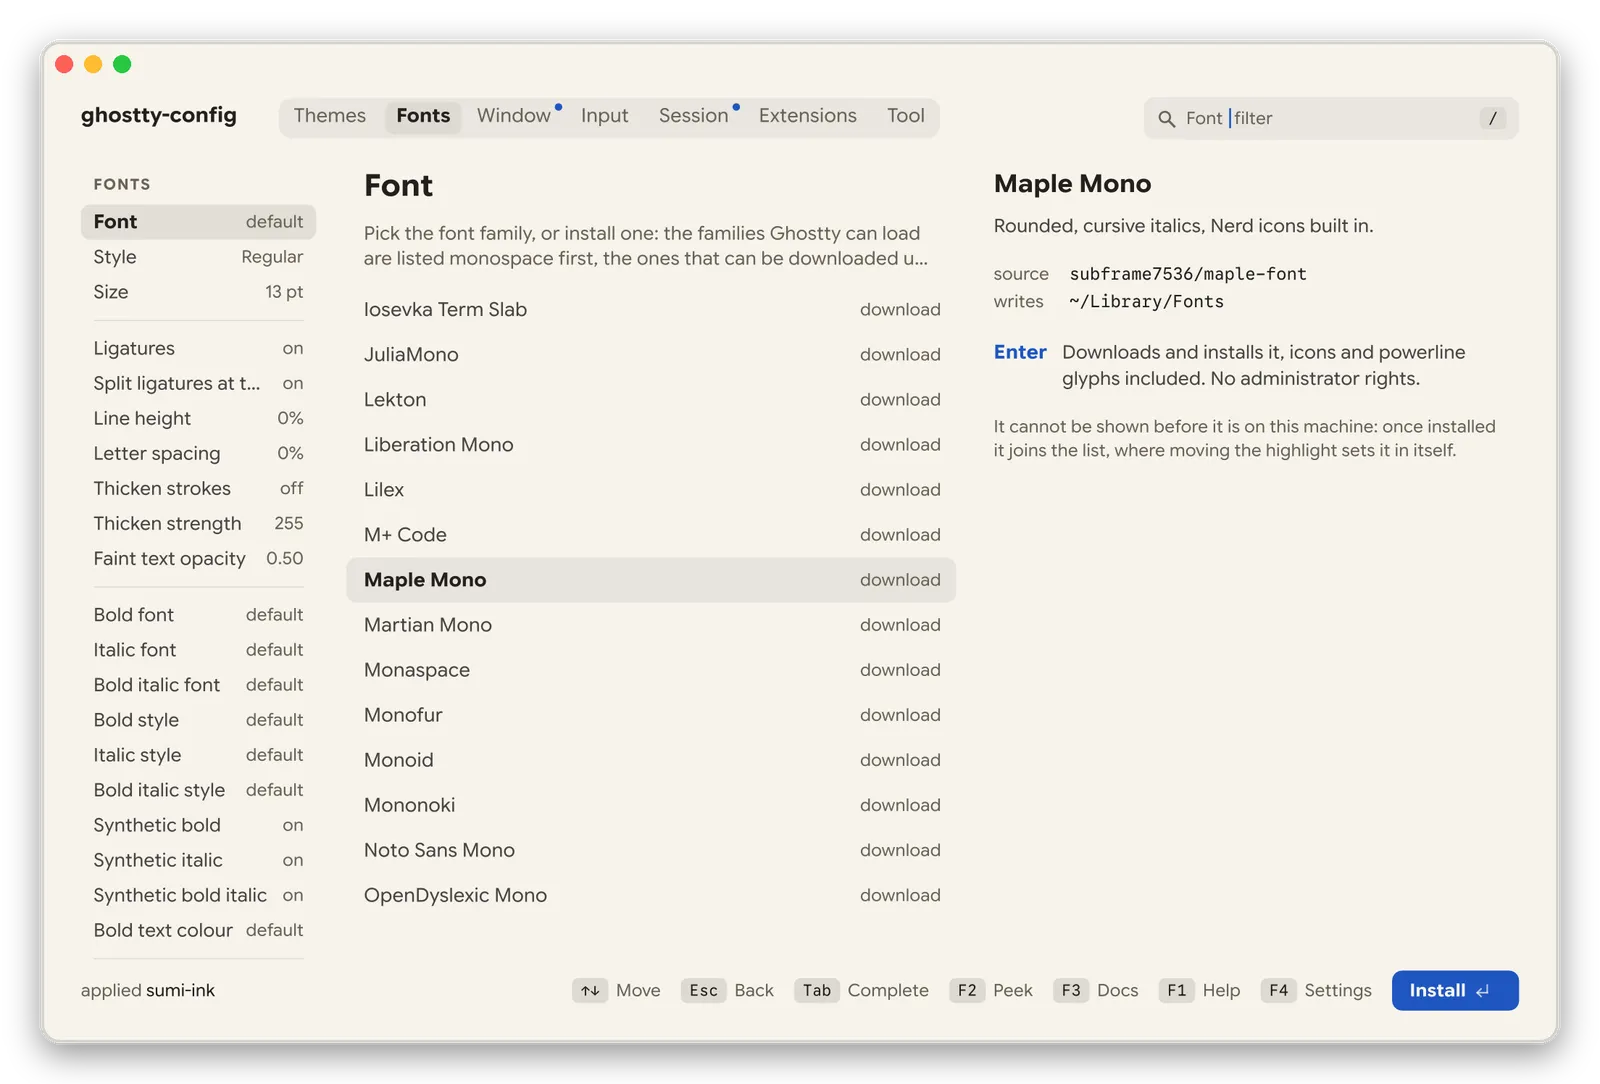 ghostty-config
Themes Fonts Window Input Session Extensions Tool
Font filter /
FONTS
Font default
Style Regular
Size 13 pt
Ligatures on
Split ligatures at t... on
Line height 0%
Letter spacing 0%
Thicken strokes off
Thicken strength 255
Faint text opacity 0.50
Bold font default
Italic font default
Bold italic font default
Bold style default
Italic style default
Bold italic style default
Synthetic bold on
Synthetic italic on
Synthetic bold italic on
Bold text colour default
Font
Pick the font family, or install one: the families Ghostty can load
are listed monospace first, the ones that can be downloaded u...
Iosevka Term Slab download
JuliaMono download
Lekton download
Liberation Mono download
Lilex download
M+ Code download
Maple Mono download
Martian Mono download
Monaspace download
Monofur download
Monoid download
Mononoki download
Noto Sans Mono download
OpenDyslexic Mono download
Maple Mono
Rounded, cursive italics, Nerd icons built in.
source subframe7536/maple-font
writes ~/Library/Fonts
Enter Downloads and installs it, icons and powerline
glyphs included. No administrator rights.
It cannot be shown before it is on this machine: once installed
it joins the list, where moving the highlight sets it in itself.
applied sumi-ink
↑↓ Move Esc Back Tab Complete F2 Peek F3 Docs F1 Help F4 Settings Install ↵